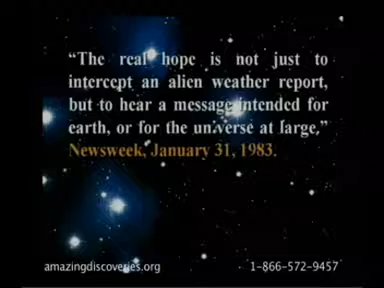 “The real hope is not just to
intercept an alien weather report,
but to hear a message intended for
earth, or for the universe at large.”
Newsweek, January 31, 1983.
amazingdiscoveries.org 1-866-572-9457